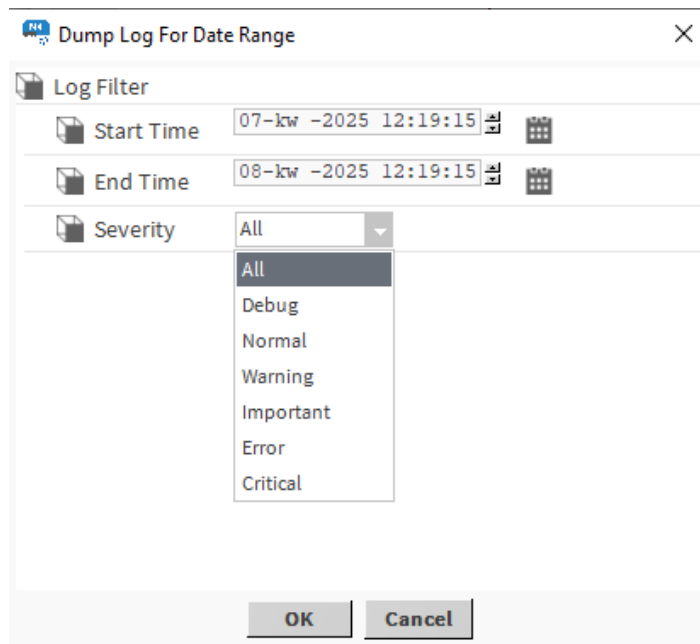 N4
Dump Log For Date Range
Log Filter
Start Time 07-kw -2025 12:19:15
End Time 08-kw -2025 12:19:15
Severity All
All
Debug
Normal
Warning
Important
Error
Critical
OK Cancel